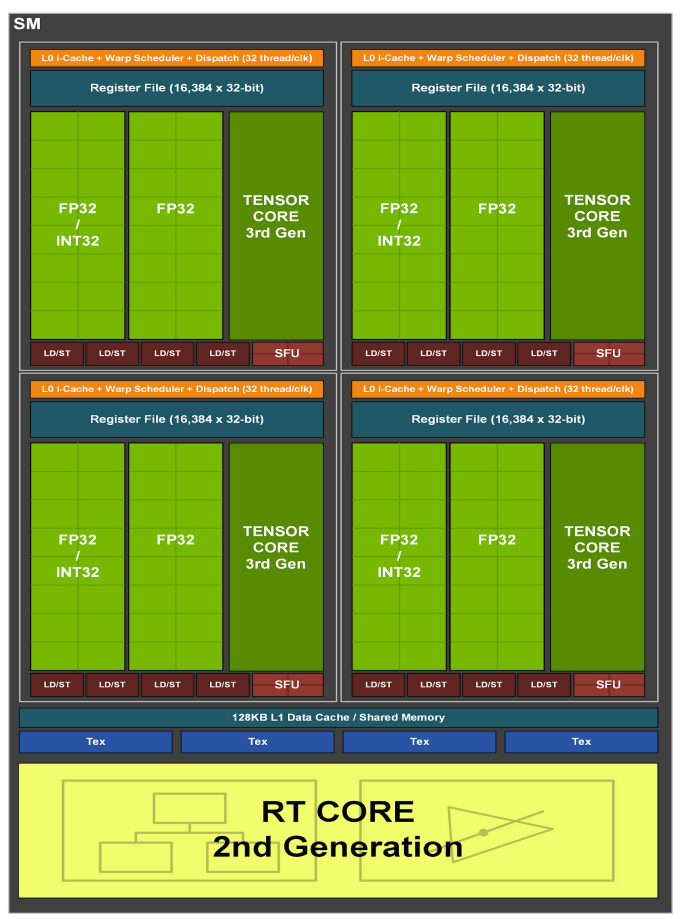 SM
L0 i-Cache + Warp Scheduler + Dispatch (32 thread/clk)
Register File (16,384 x 32-bit)
FP32
/
INT32
FP32
TENSOR
CORE
3rd Gen
LD/ST
LD/ST
LD/ST
LD/ST
SFU
L0 i-Cache + Warp Scheduler + Dispatch (32 thread/clk)
Register File (16,384 x 32-bit)
FP32
/
INT32
FP32
TENSOR
CORE
3rd Gen
LD/ST
LD/ST
LD/ST
LD/ST
SFU
L0 i-Cache + Warp Scheduler + Dispatch (32 thread/clk)
Register File (16,384 x 32-bit)
FP32
/
INT32
FP32
TENSOR
CORE
3rd Gen
LD/ST
LD/ST
LD/ST
LD/ST
SFU
L0 i-Cache + Warp Scheduler + Dispatch (32 thread/clk)
Register File (16,384 x 32-bit)
FP32
/
INT32
FP32
TENSOR
CORE
3rd Gen
LD/ST
LD/ST
LD/ST
LD/ST
SFU
128KB L1 Data Cache / Shared Memory
Tex
Tex
Tex
Tex
RT CORE
2nd Generation